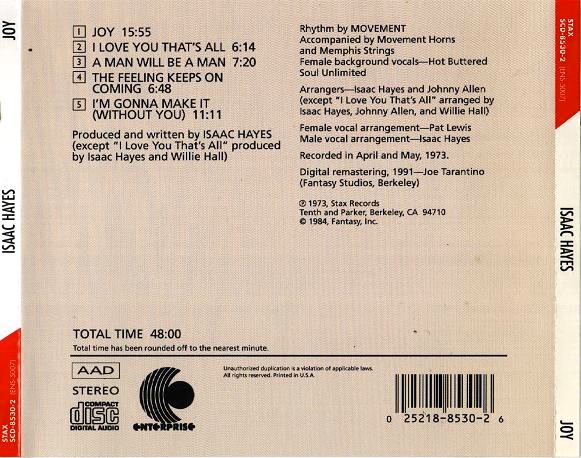 JOY
ISAAC HAYES
STAX
SCD-8530-2 (ENS-5007)
1 JOY 15:55
2 I LOVE YOU THAT'S ALL 6:14
3 A MAN WILL BE A MAN 7:20
4 THE FEELING KEEPS ON
COMING 6:48
5 I'M GONNA MAKE IT
(WITHOUT YOU) 11:11
Produced and written by ISAAC HAYES
(except "I Love You That's All" produced
by Isaac Hayes and Willie Hall)
Rhythm by MOVEMENT
Accompanied by Movement Horns
and Memphis Strings
Female background vocals—Hot Buttered
Soul Unlimited
Arrangers—Isaac Hayes and Johnny Allen
(except "I Love You That's All" arranged by
Isaac Hayes, Johnny Allen, and Willie Hall)
Female vocal arrangement—Pat Lewis
Male vocal arrangement—Isaac Hayes
Recorded in April and May, 1973.
Digital remastering, 1991—Joe Tarantino
(Fantasy Studios, Berkeley)
℗ 1973, Stax Records
Tenth and Parker, Berkeley, CA 94710
© 1984, Fantasy, Inc.
TOTAL TIME 48:00
Total time has been rounded off to the nearest minute.
AAD
STEREO
COMPACT
disc
DIGITAL AUDIO
ENTERPRISE
Unauthorized duplication is a violation of applicable laws.
All rights reserved. Printed in U.S.A.
0 25218-8530-2 6
STAX
SCD-8530-2 (ENS-5007)
ISAAC HAYES
JOY